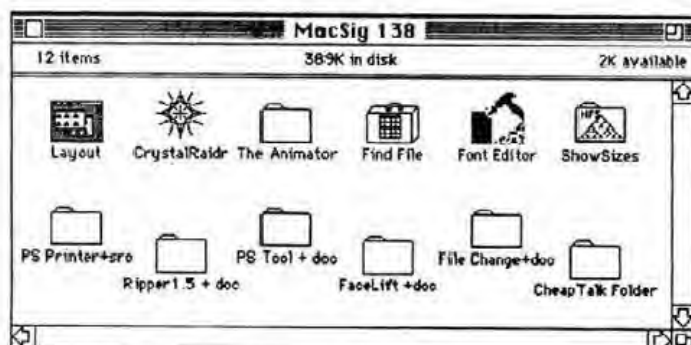 MacSig 138
12 items 389K in disk 2K available
Layout CrystalRaidr The Animator Find File Font Editor ShowSizes
PS Printer+src Ripper1.5 + doc PS Tool + doc FaceLift +doc File Change+doc CheapTalk Folder